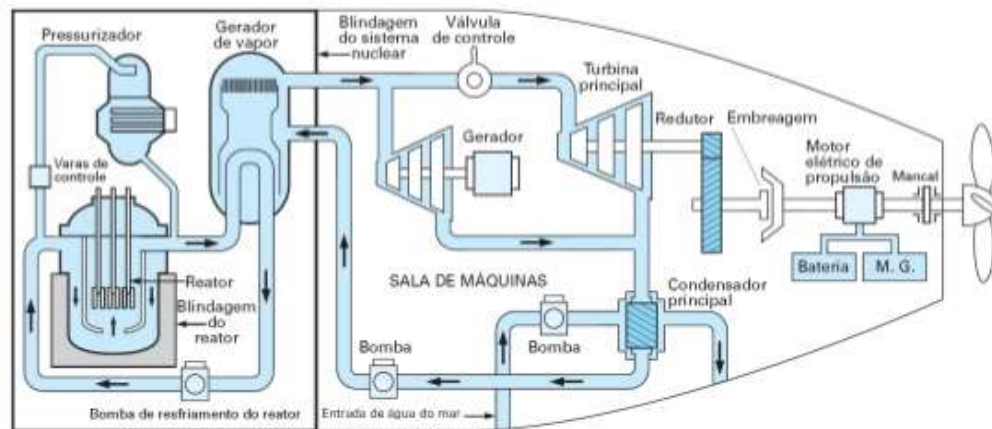 Pressurizador
Gerador
de vapor
Blindagem
do sistema
nuclear
Válvula
de controle
Turbina
principal
Redutor
Embreagem
Motor
elétrico de
propulsão
Mancal
Gerador
Varas de
controle
Reator
Blindagem
do
reator
SALA DE MÁQUINAS
Bateria
M. G.
Condensador
principal
Bomba
Bomba
Bomba de resfriamento do reator
Entrada de água do mar